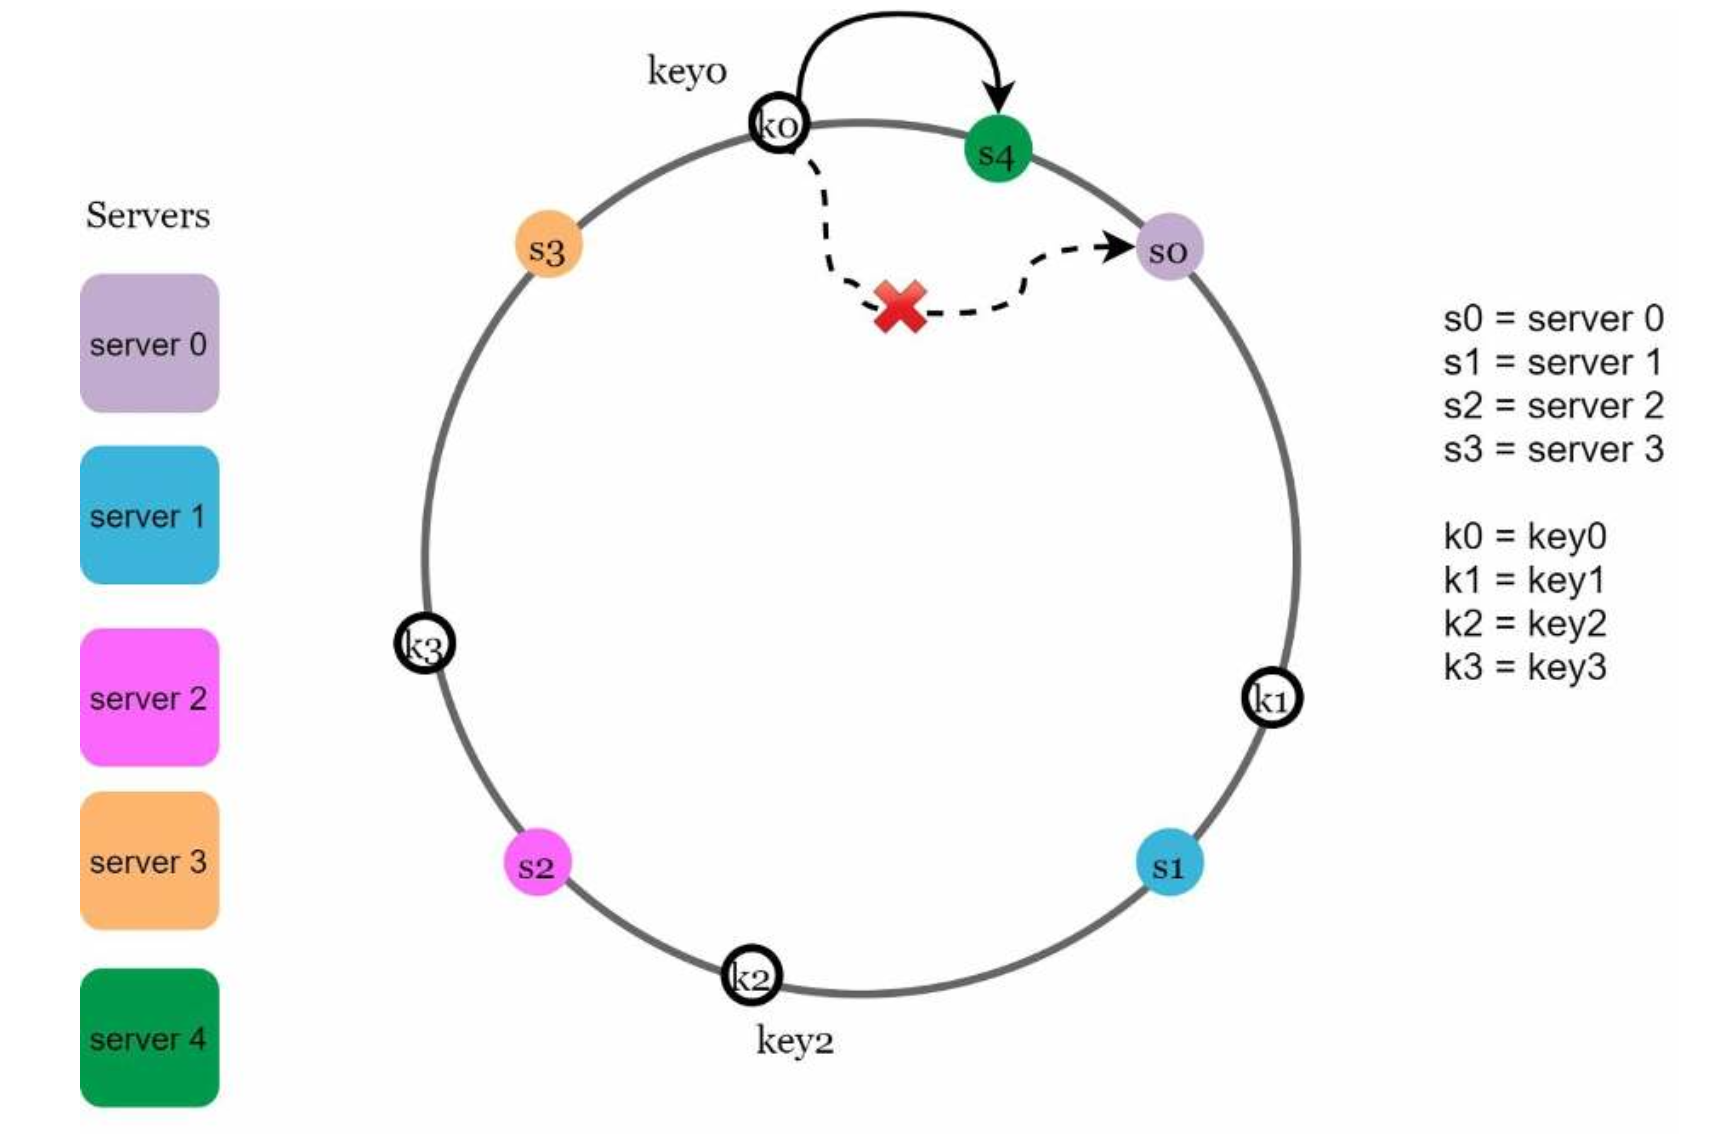 key0
k0
s4
s3
s0
Servers
server 0
server 1
server 2
server 3
server 4
k3
k1
s2
s1
k2
key2
s0 = server 0
s1 = server 1
s2 = server 2
s3 = server 3
k0 = key0
k1 = key1
k2 = key2
k3 = key3